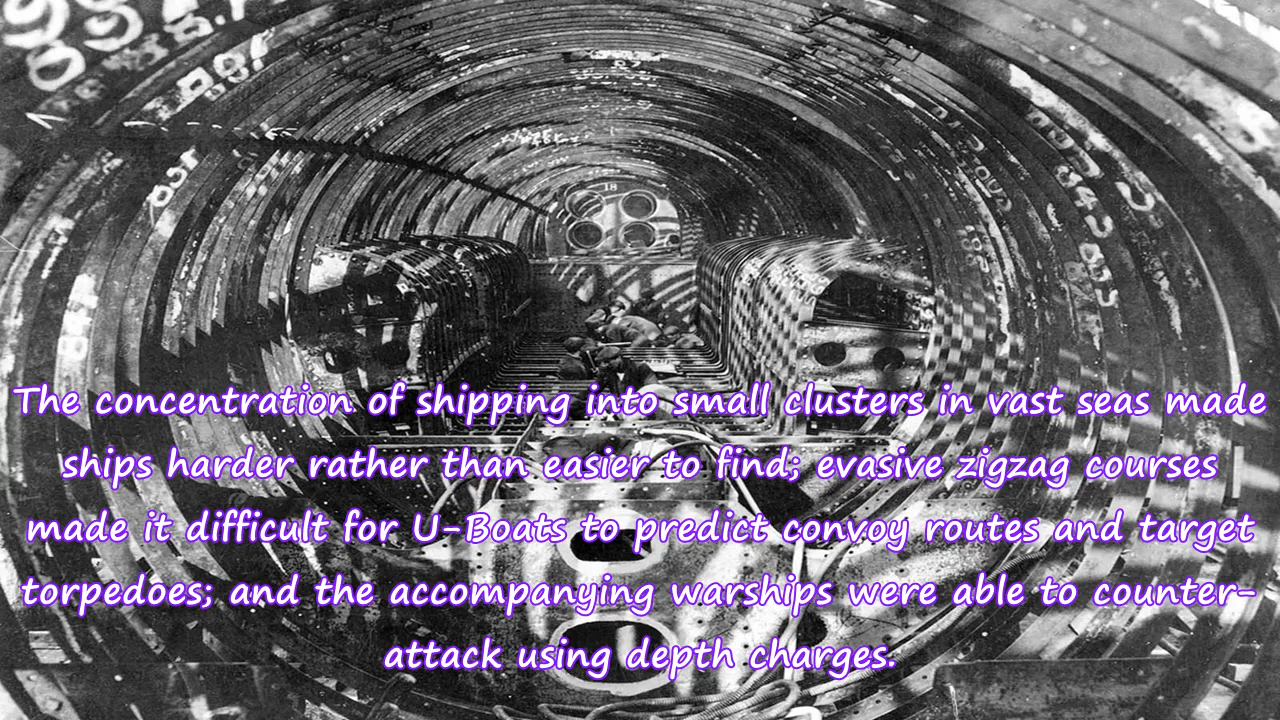 18
The concentration of shipping into small clusters in vast seas made
ships harder rather than easier to find; evasive zigzag courses
made it difficult for U-Boats to predict convoy routes and target
torpedoes; and the accompanying warships were able to counter-
attack using depth charges.